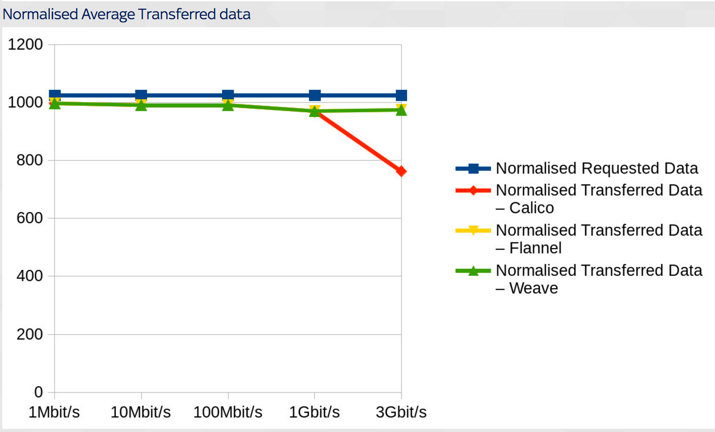 Normalised Average Transferred data
1200
1000
800
600
400
200
0
1Mbit/s 10Mbit/s 100Mbit/s 1Gbit/s 3Gbit/s
Normalised Requested Data
Normalised Transferred Data
– Calico
Normalised Transferred Data
– Flannel
Normalised Transferred Data
– Weave